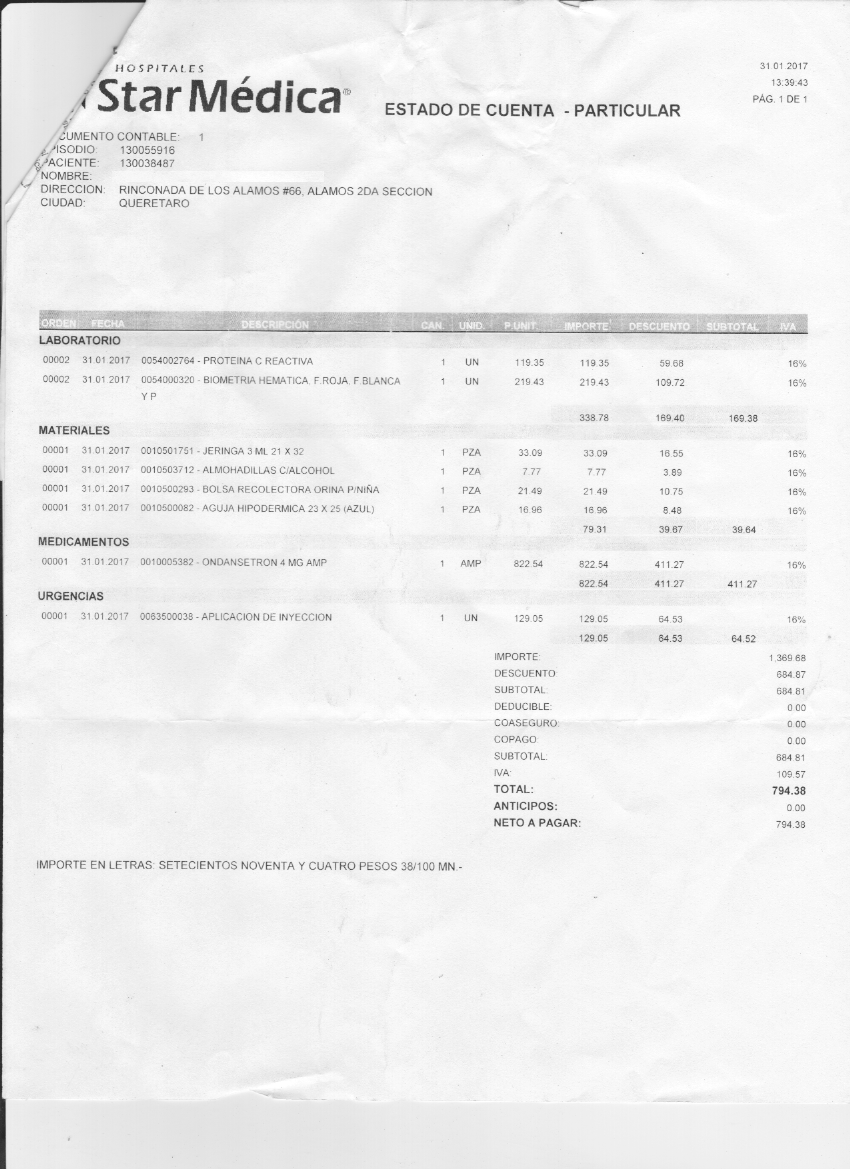 HOSPITALES
Star Médica®
ESTADO DE CUENTA - PARTICULAR
31.01.2017
13:39:43
PÁG. 1 DE 1
CUMENTO CONTABLE: 1
ISODIO: 130055916
PACIENTE: 130038487
NOMBRE:
DIRECCION: RINCONADA DE LOS ALAMOS #66, ALAMOS 2DA SECCION
CIUDAD: QUERETARO
ORDEN FECHA DESCRIPCIÓN CAN. UNID. P.UNIT. IMPORTE DESCUENTO SUBTOTAL IVA
LABORATORIO
00002 31.01.2017 0054002764 - PROTEINA C REACTIVA 1 UN 119.35 119.35 59.68 16%
00002 31.01.2017 0054000320 - BIOMETRIA HEMATICA, F.ROJA, F.BLANCA 1 UN 219.43 219.43 109.72 16%
Y P
338.78 169.40 169.38
MATERIALES
00001 31.01.2017 0010501751 - JERINGA 3 ML 21 X 32 1 PZA 33.09 33.09 16.55 16%
00001 31.01.2017 0010503712 - ALMOHADILLAS C/ALCOHOL 1 PZA 7.77 7.77 3.89 16%
00001 31.01.2017 0010500293 - BOLSA RECOLECTORA ORINA P/NIÑA 1 PZA 21.49 21.49 10.75 16%
00001 31.01.2017 0010500082 - AGUJA HIPODERMICA 23 X 25 (AZUL) 1 PZA 16.96 16.96 8.48 16%
79.31 39.67 39.64
MEDICAMENTOS
00001 31.01.2017 0010005382 - ONDANSETRON 4 MG AMP 1 AMP 822.54 822.54 411.27 16%
822.54 411.27 411.27
URGENCIAS
00001 31.01.2017 0063500038 - APLICACION DE INYECCION 1 UN 129.05 129.05 64.53 16%
129.05 64.53 64.52
IMPORTE: 1,369.68
DESCUENTO: 684.87
SUBTOTAL: 684.81
DEDUCIBLE: 0.00
COASEGURO: 0.00
COPAGO: 0.00
SUBTOTAL: 684.81
IVA: 109.57
TOTAL: 794.38
ANTICIPOS: 0.00
NETO A PAGAR: 794.38
IMPORTE EN LETRAS: SETECIENTOS NOVENTA Y CUATRO PESOS 38/100 MN.-